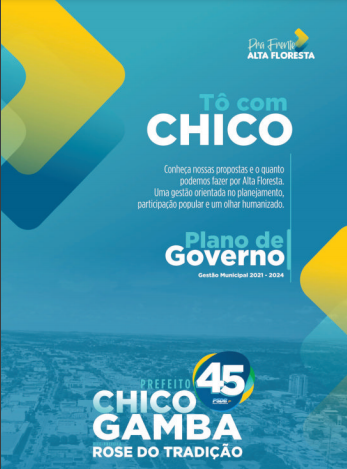 Pra Frente
ALTA FLORESTA
Tô com
CHICO
Conheça nossas propostas e o quanto
podemos fazer por Alta Floresta.
Uma gestão orientada no planejamento,
participação popular e um olhar humanizado.
Plano de
Governo
Gestão Municipal 2021 - 2024
PREFEITO
45
CHICO
GAMBA
ROSE DO TRADIÇÃO